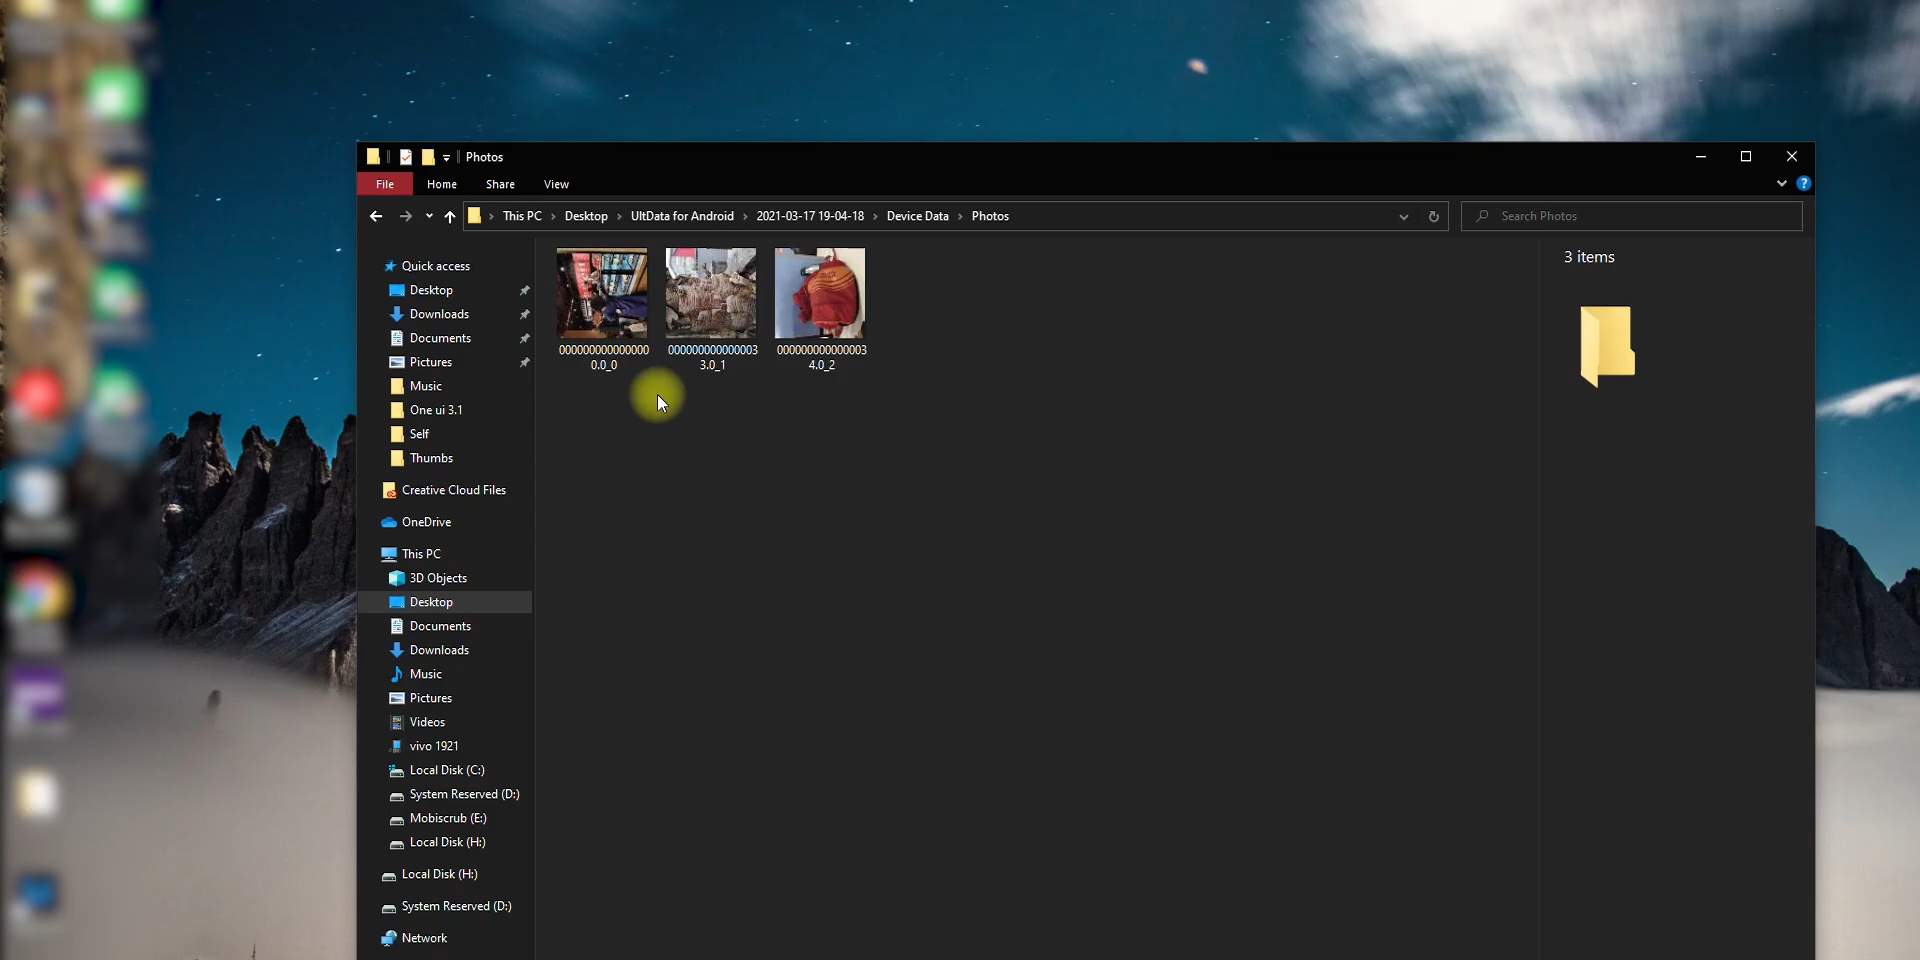 Photos
File Home Share View
This PC Desktop UltData for Android 2021-03-17 19-04-18 Device Data Photos
Search Photos
Quick access
Desktop
Downloads
Documents
Pictures
Music
One ui 3.1
Self
Thumbs
Creative Cloud Files
OneDrive
This PC
3D Objects
Desktop
Documents
Downloads
Music
Pictures
Videos
vivo 1921
Local Disk (C:)
System Reserved (D:)
Mobiscrub (E:)
Local Disk (H:)
Local Disk (H:)
System Reserved (D:)
Network
0.0_0
3.0_1
4.0_2
3 items